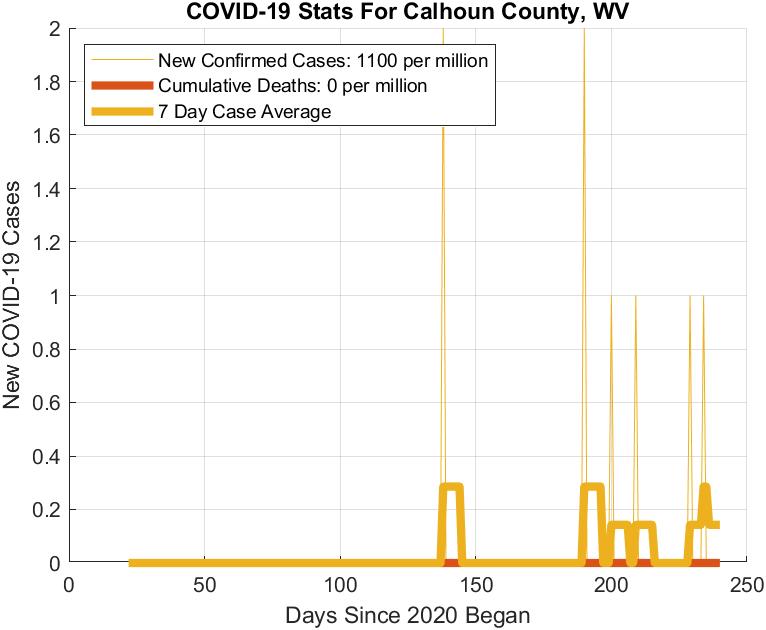 COVID-19 Stats For Calhoun County, WV
New Confirmed Cases: 1100 per million
Cumulative Deaths: 0 per million
7 Day Case Average
New COVID-19 Cases
2
1.8
1.6
1.4
1.2
1
0.8
0.6
0.4
0.2
0
0 50 100 150 200 250
Days Since 2020 Began